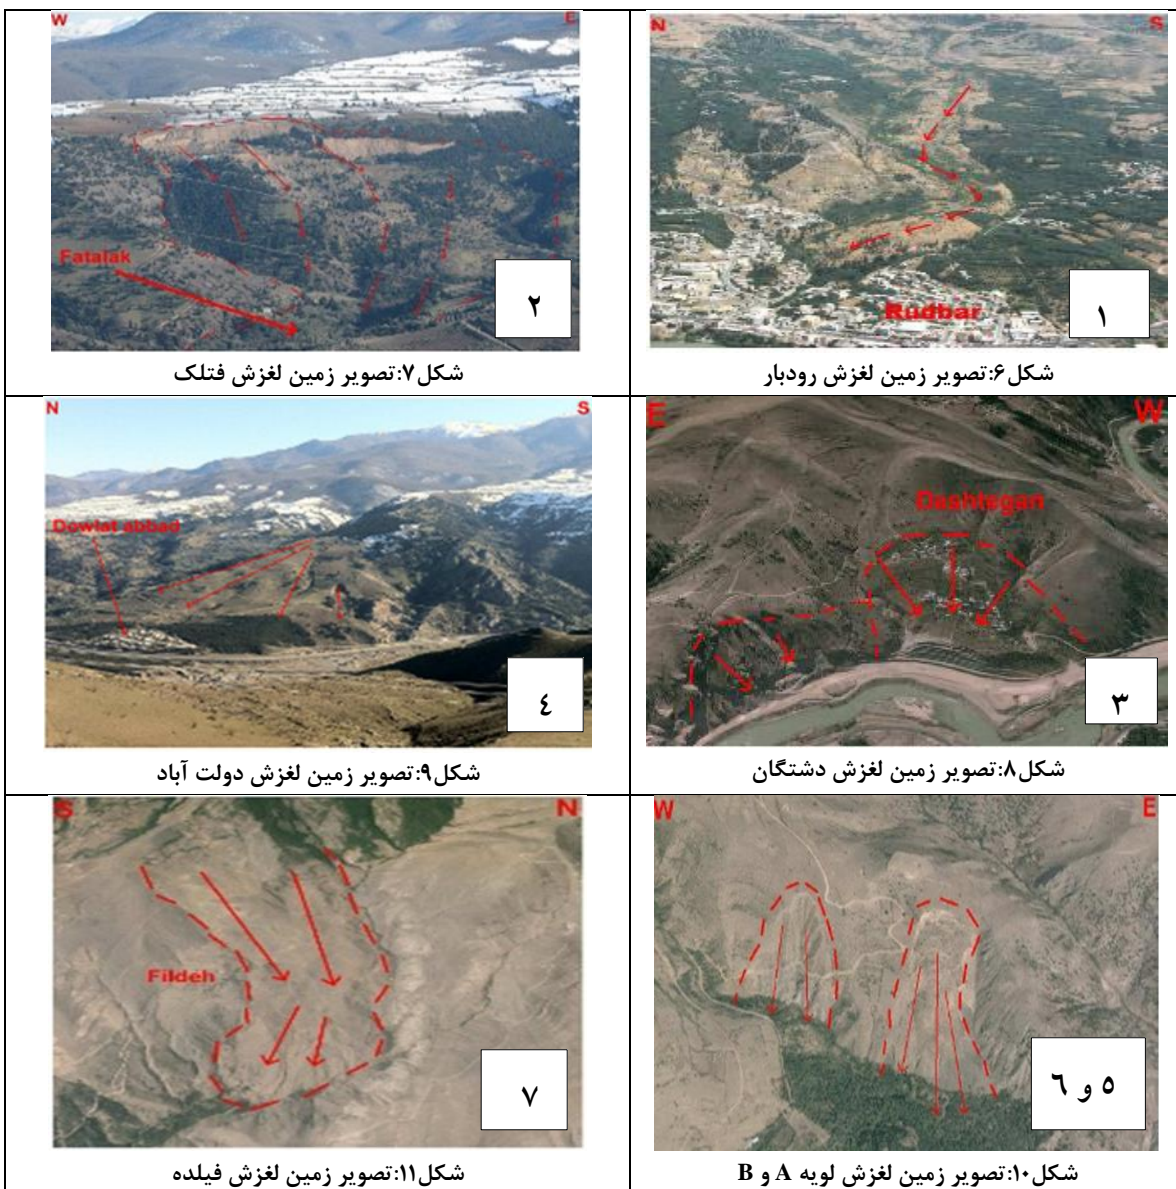 N S
Rudbar
۱
شکل۶:تصویر زمین لغزش رودبار
W E
Fatalak
۲
شکل۷:تصویر زمین لغزش فتلک
E W
Dashtegan
۳
شکل۸:تصویر زمین لغزش دشتگان
N S
Dowlat abbad
٤
شکل۹:تصویر زمین لغزش دولت آباد
W E
۵ و ٦
شکل۱۰:تصویر زمین لغزش لویه A و B
S N
Fildeh
۷
شکل۱۱:تصویر زمین لغزش فیلده